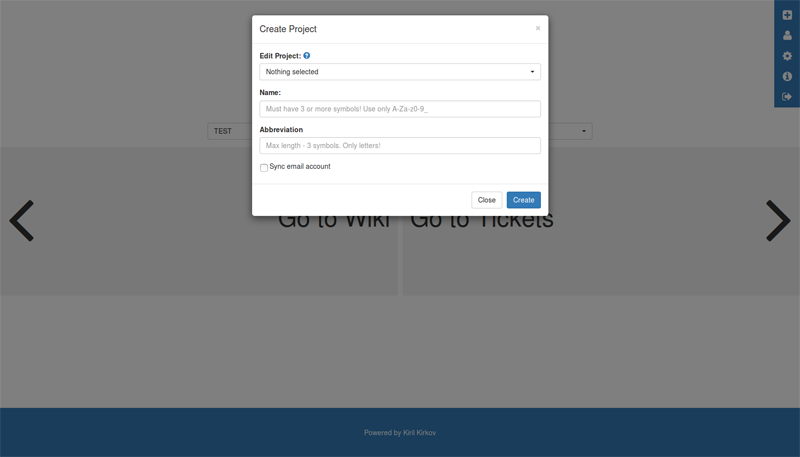 Create Project
×
Edit Project:
Nothing selected
Name:
Must have 3 or more symbols! Use only A-Za-z0-9_
TEST
Abbreviation
Max length - 3 symbols. Only letters!
Sync email account
Close
Create
Go to Wiki
Go to Tickets
Powered by Kiril Kirkov